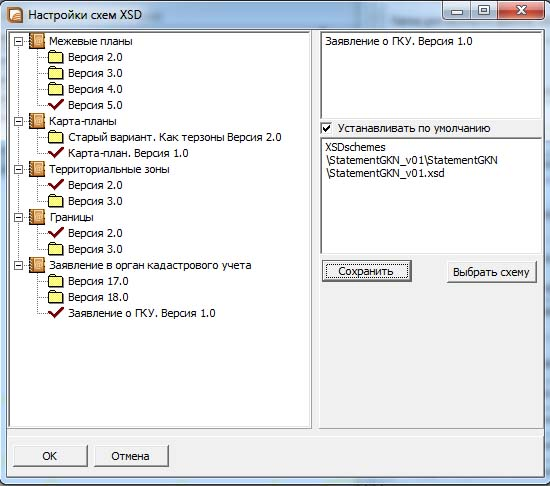 Настройки схем XSD
Межевые планы
Версия 2.0
Версия 3.0
Версия 4.0
Версия 5.0
Карта-планы
Старый вариант. Как терзоны Версия 2.0
Карта-план. Версия 1.0
Территориальные зоны
Версия 2.0
Версия 3.0
Границы
Версия 2.0
Версия 3.0
Заявление в орган кадастрового учета
Версия 17.0
Версия 18.0
Заявление о ГКУ. Версия 1.0
Заявление о ГКУ. Версия 1.0
Устанавливать по умолчанию
XSDschemes
\StatementGKN_v01\StatementGKN
\StatementGKN_v01.xsd
Сохранить
Выбрать схему
ОК
Отмена